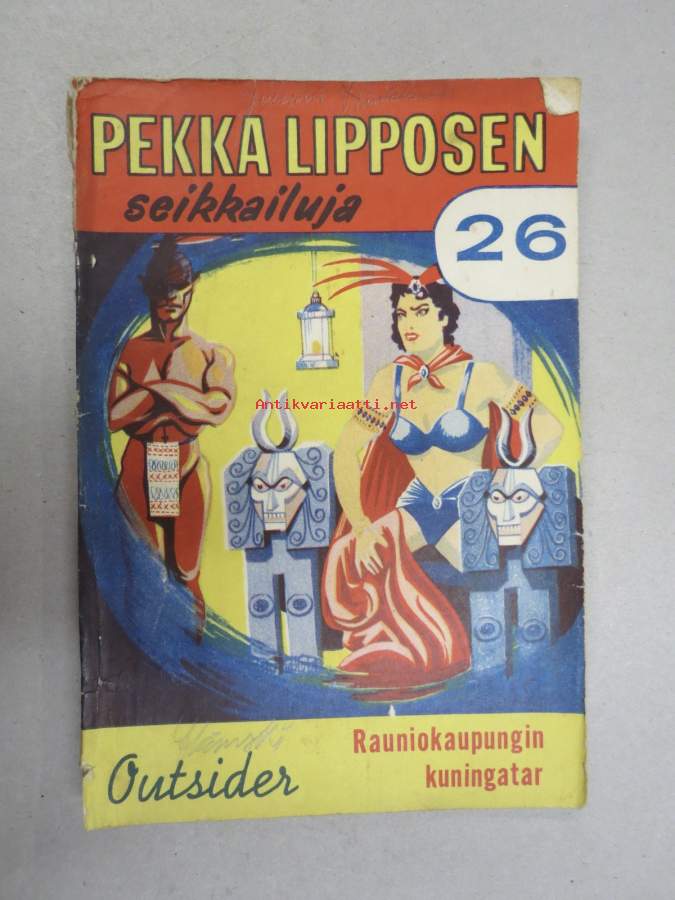 PEKKA LIPPOSEN
seikkailuja
26
Antikvariaatti.net
Rauniokaupungin
kuningatar
Outsider